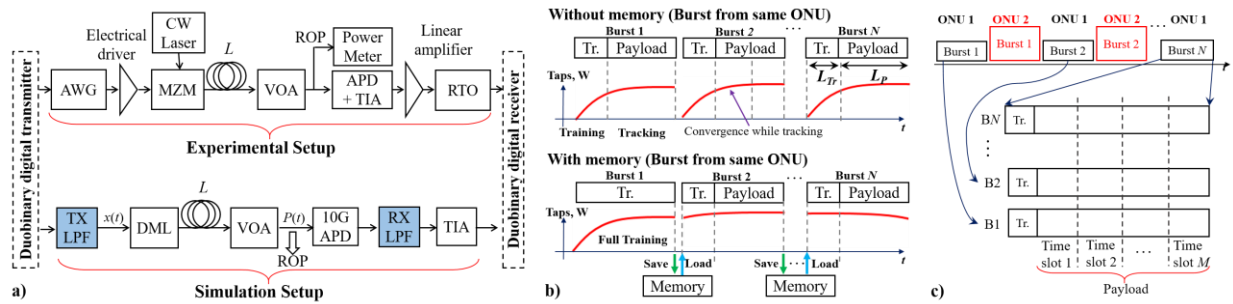 Duobinary digital transmitter
Electrical
driver
CW
Laser
L
ROP
Power
Meter
Linear
amplifier
AWG
MZM
VOA
APD
+ TIA
RTO
Experimental Setup
Duobinary digital receiver
L
TX
LPF
x(t)
DML
VOA
P(t)
10G
APD
RX
LPF
TIA
ROP
Simulation Setup
a)
Without memory (Burst from same ONU)
Burst 1
Burst 2
...
Burst N
Tr.
Payload
Tr.
Payload
Tr.
Payload
Taps, W
L_Tr
L_P
Training
Tracking
Convergence while tracking
t
With memory (Burst from same ONU)
Burst 1
Burst 2
...
Burst N
Tr.
Tr.
Payload
Tr.
Payload
Taps, W
Full Training
t
Save
Load
Save
...
Load
Memory
Memory
b)
ONU 1
ONU 2
ONU 1
ONU 2
...
ONU 1
Burst 1
Burst 1
Burst 2
Burst 2
Burst N
t
BN
Tr.
...
B2
Tr.
B1
Tr.
Time
slot 1
Time
slot 2
...
Time
slot M
Payload
c)